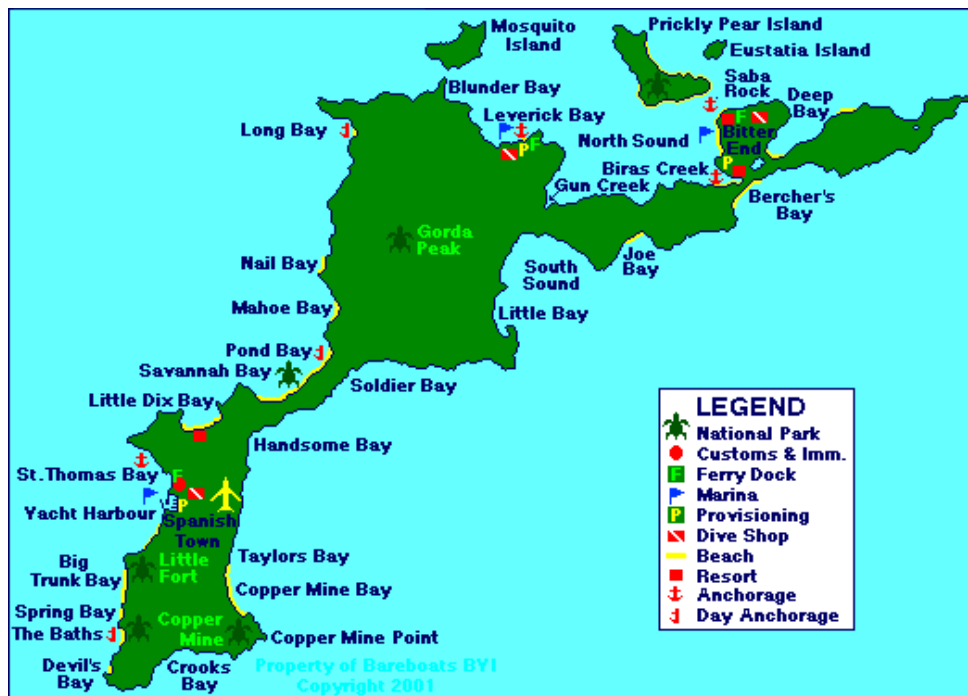 Mosquito
Island
Prickly Pear Island
Eustatia Island
Blunder Bay
Saba
Rock
Deep
Bay
Long Bay
Leverick Bay
North Sound
Bitter
End
F
P
F
Biras Creek
P
Gun Creek
Bercher's
Bay
Gorda
Peak
Joe
Bay
South
Sound
Nail Bay
Mahoe Bay
Little Bay
Pond Bay
Savannah Bay
Soldier Bay
Little Dix Bay
Handsome Bay
St.Thomas Bay
F
P
Yacht Harbour
Spanish
Town
Big
Trunk Bay
Little
Fort
Taylors Bay
Copper Mine Bay
Spring Bay
The Baths
Copper
Mine
Copper Mine Point
Devil's
Bay
Crooks
Bay
Property of Bareboats BYI
Copyright 2001
LEGEND
National Park
Customs & Imm.
F Ferry Dock
Marina
P Provisioning
Dive Shop
Beach
Resort
Anchorage
Day Anchorage